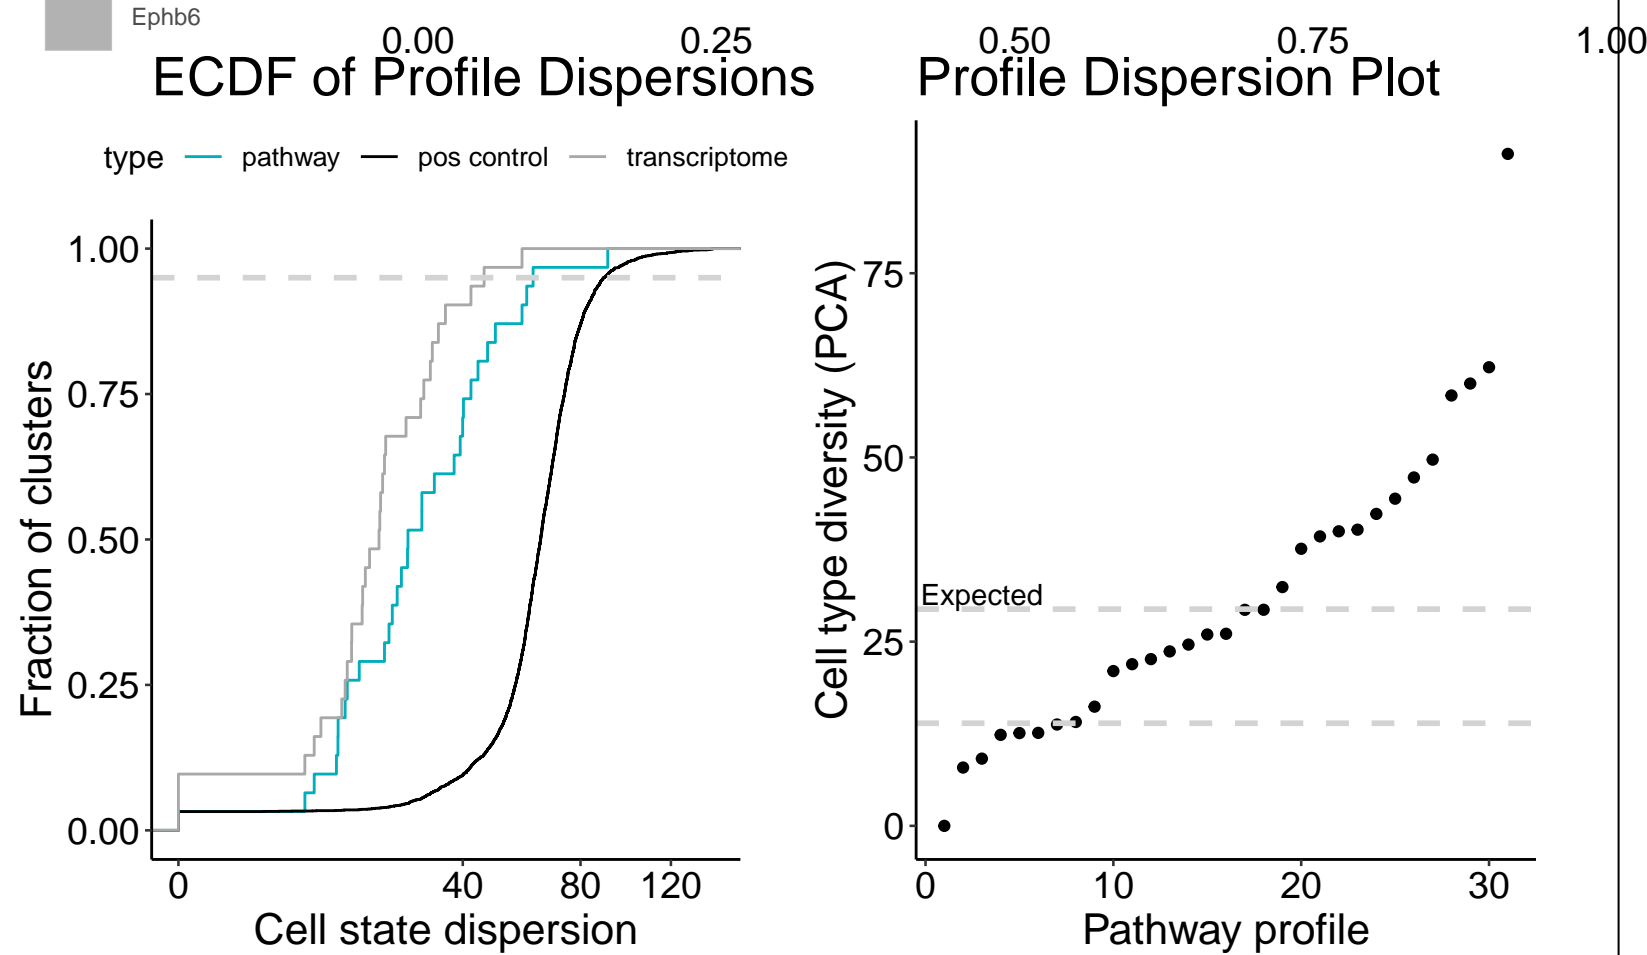 Ephb6
0.00 0.25 0.50 0.75 1.00
ECDF of Profile Dispersions
type pathway pos control transcriptome
1.00
0.75
0.50
0.25
0.00
Fraction of clusters
0 40 80 120
Cell state dispersion
Profile Dispersion Plot
75
50
25
0
Cell type diversity (PCA)
Expected
0 10 20 30
Pathway profile